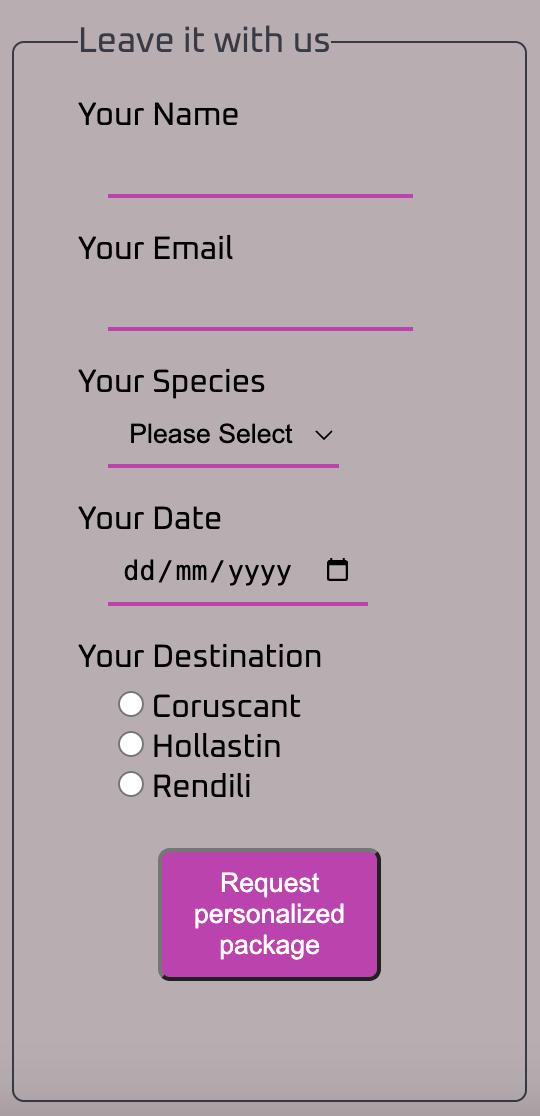 Leave it with us
Your Name
Your Email
Your Species
Please Select
Your Date
dd/mm/yyyy
Your Destination
Coruscant
Hollastin
Rendili
Request
personalized
package